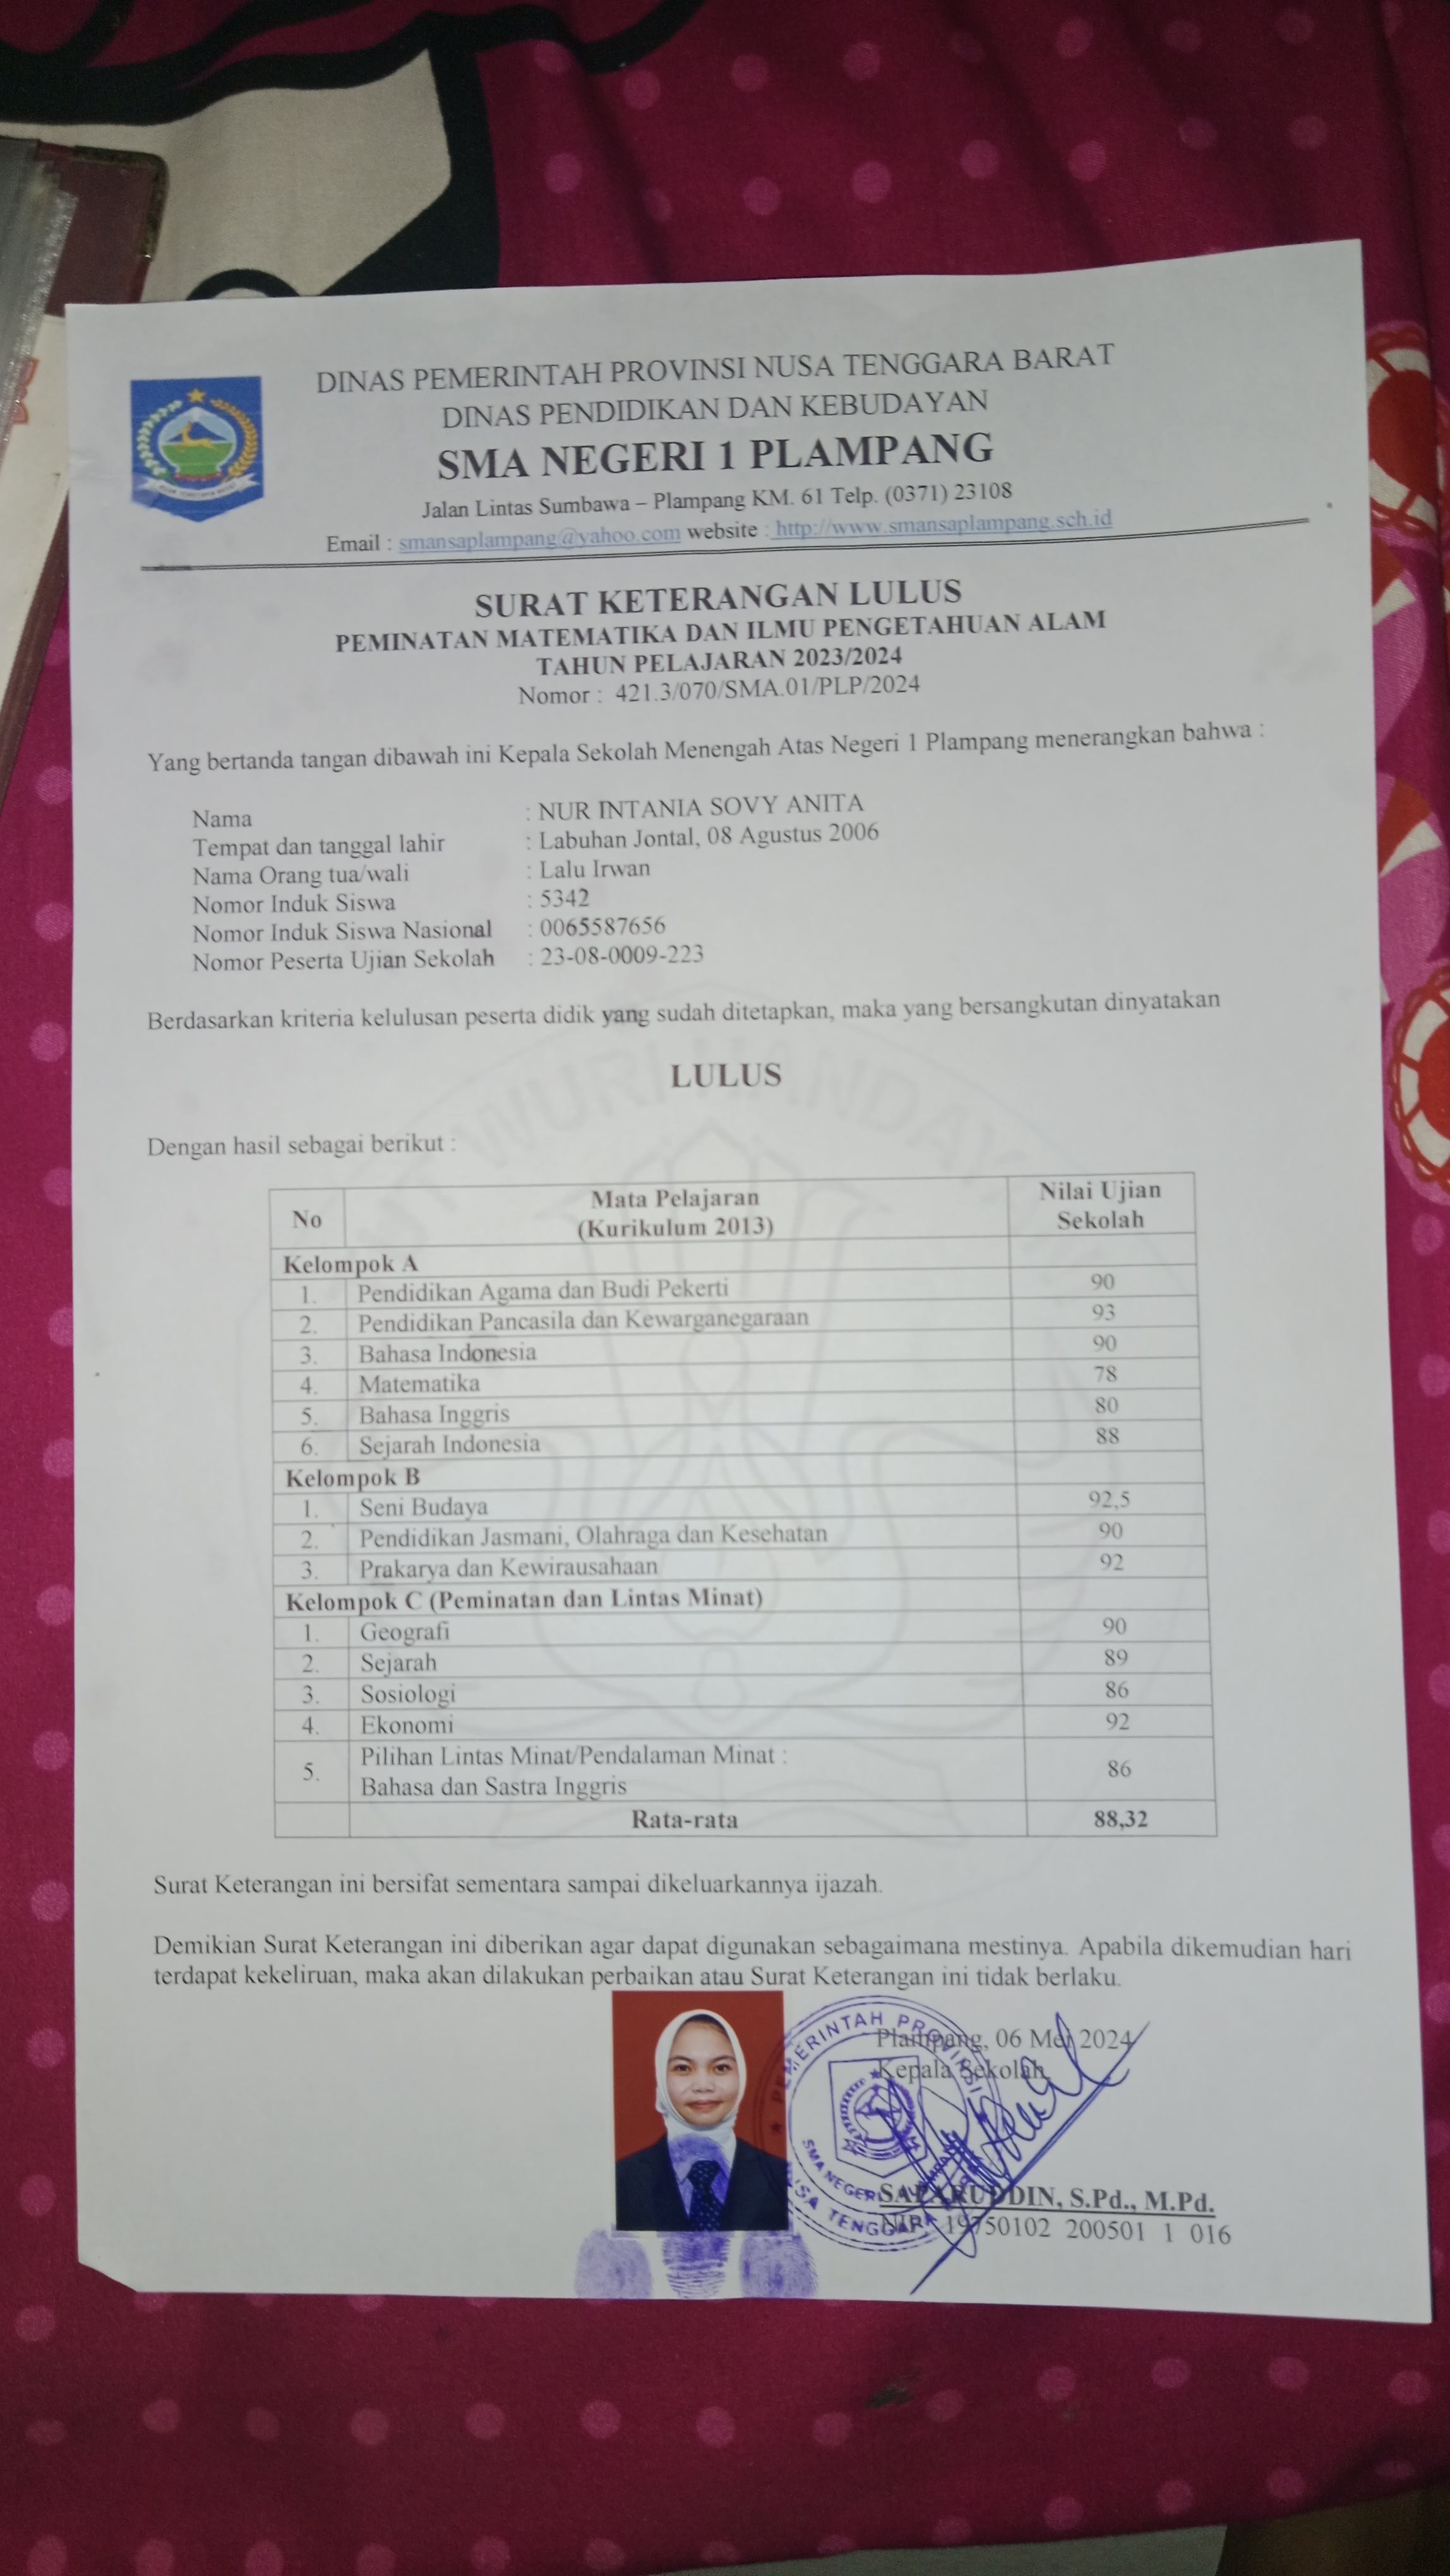 DINAS PEMERINTAH PROVINSI NUSA TENGGARA BARAT
DINAS PENDIDIKAN DAN KEBUDAYAN
SMA NEGERI 1 PLAMPANG
Jalan Lintas Sumbawa – Plampang KM. 61 Telp. (0371) 23108
Email : smansaplampang@yahoo.com website : http://www.smansaplampang.sch.id
SURAT KETERANGAN LULUS
PEMINATAN MATEMATIKA DAN ILMU PENGETAHUAN ALAM
TAHUN PELAJARAN 2023/2024
Nomor : 421.3/070/SMA.01/PLP/2024
Yang bertanda tangan dibawah ini Kepala Sekolah Menengah Atas Negeri 1 Plampang menerangkan bahwa :
Nama : NUR INTANIA SOVY ANITA
Tempat dan tanggal lahir : Labuhan Jontal, 08 Agustus 2006
Nama Orang tua/wali : Lalu Irwan
Nomor Induk Siswa : 5342
Nomor Induk Siswa Nasional : 0065587656
Nomor Peserta Ujian Sekolah : 23-08-0009-223
Berdasarkan kriteria kelulusan peserta didik yang sudah ditetapkan, maka yang bersangkutan dinyatakan
LULUS
Dengan hasil sebagai berikut :
No Mata Pelajaran (Kurikulum 2013) Nilai Ujian Sekolah
Kelompok A
1. Pendidikan Agama dan Budi Pekerti 90
2. Pendidikan Pancasila dan Kewarganegaraan 93
3. Bahasa Indonesia 90
4. Matematika 78
5. Bahasa Inggris 80
6. Sejarah Indonesia 88
Kelompok B
1. Seni Budaya 92,5
2. Pendidikan Jasmani, Olahraga dan Kesehatan 90
3. Prakarya dan Kewirausahaan 92
Kelompok C (Peminatan dan Lintas Minat)
1. Geografi 90
2. Sejarah 89
3. Sosiologi 86
4. Ekonomi 92
5. Pilihan Lintas Minat/Pendalaman Minat :
Bahasa dan Sastra Inggris 86
Rata-rata 88,32
Surat Keterangan ini bersifat sementara sampai dikeluarkannya ijazah.
Demikian Surat Keterangan ini diberikan agar dapat digunakan sebagaimana mestinya. Apabila dikemudian hari
terdapat kekeliruan, maka akan dilakukan perbaikan atau Surat Keterangan ini tidak berlaku.
Plampang, 06 Mei 2024
Kepala Sekolah
PEMERINTAH PROVINSI
SMA NEGERI
TENGGARA
S.Pd., M.Pd.
NIP. 19750102 200501 1 016